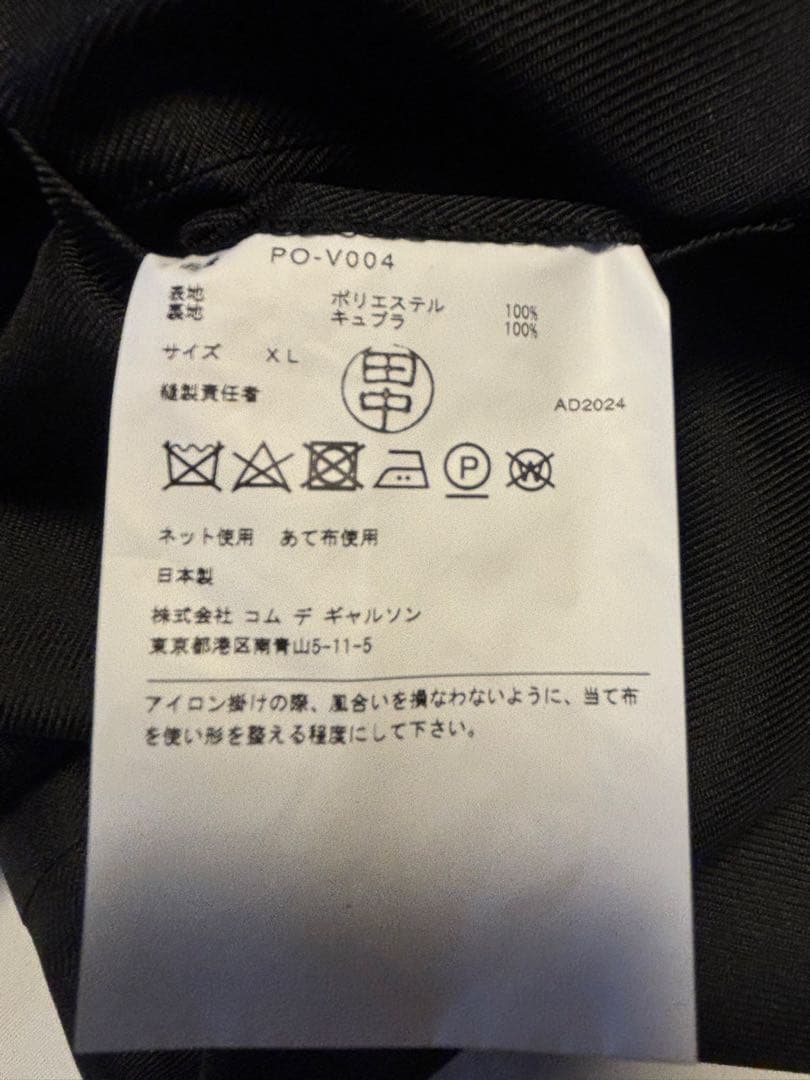 PO-V004
表地 ポリエステル 100%
裏地 キュプラ 100%
サイズ XL
縫製責任者 田中 AD2024
P W
ネット使用 あて布使用
日本製
株式会社 コム デ ギャルソン
東京都港区南青山5-11-5
アイロン掛けの際、風合いを損なわないように、当て布
を使い形を整える程度にして下さい。